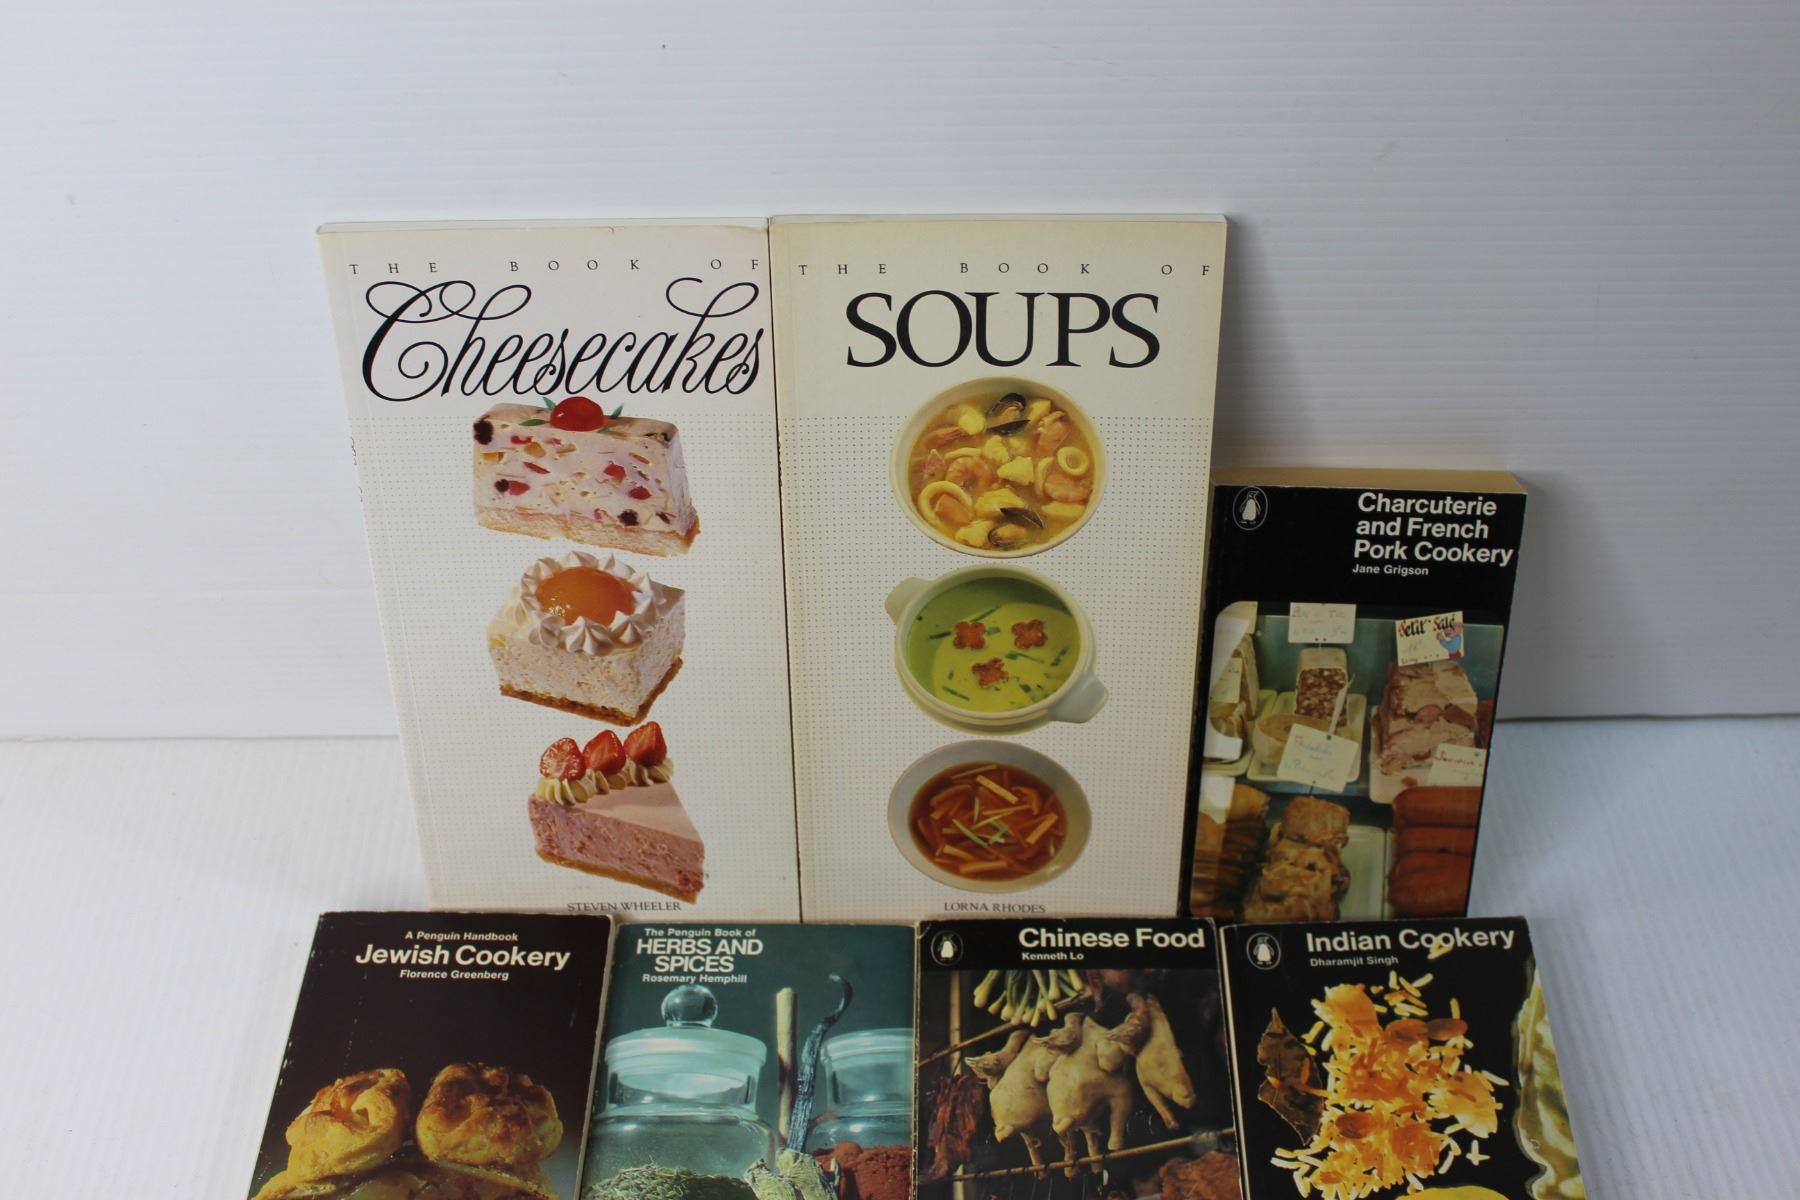 THE BOOK OF
Cheesecakes
STEVEN WHEELER
THE BOOK OF
SOUPS
LORNA RHODES
Charcuterie
and French
Pork Cookery
Jane Grigson
Petit Salé
A Penguin Handbook
Jewish Cookery
Florence Greenberg
The Penguin Book of
HERBS AND
SPICES
Rosemary Hemphill
Chinese Food
Kenneth Lo
Indian Cookery
Dharamjit Singh